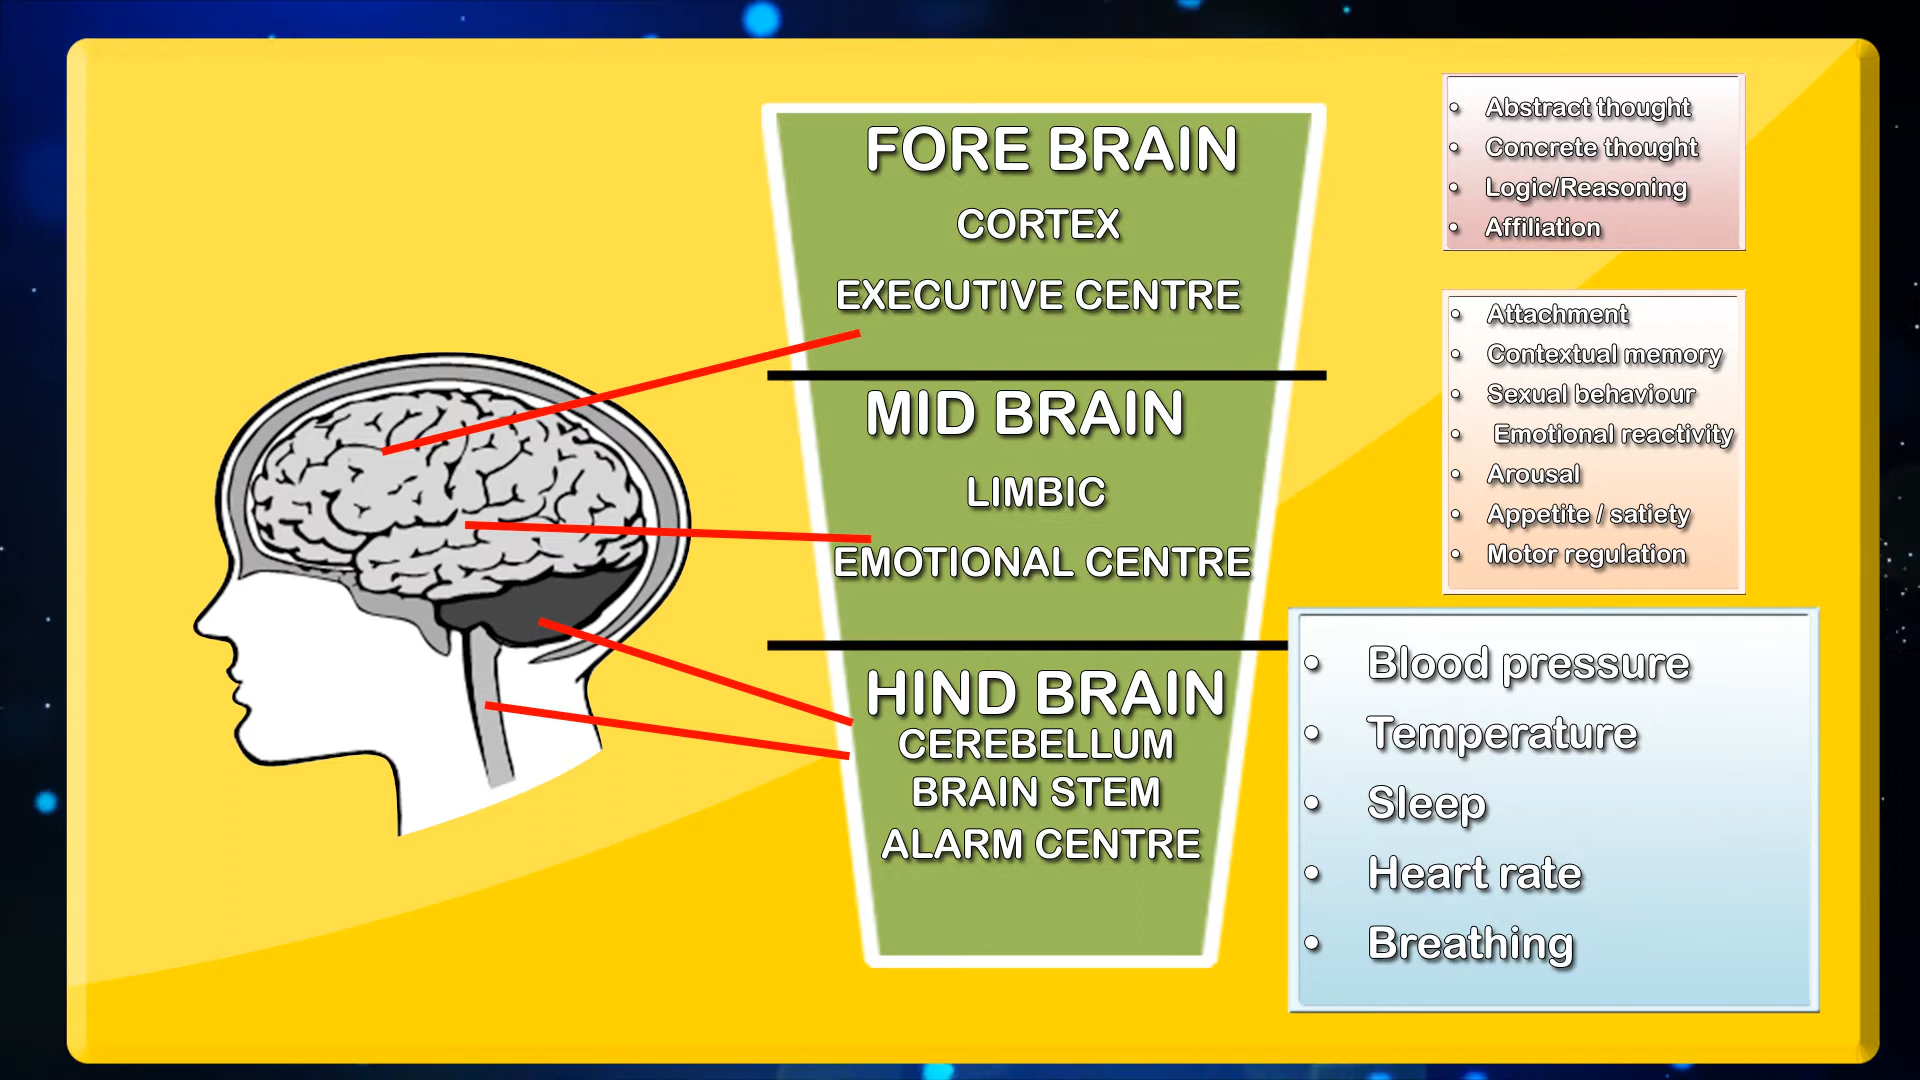 FORE BRAIN
CORTEX
EXECUTIVE CENTRE
MID BRAIN
LIMBIC
EMOTIONAL CENTRE
HIND BRAIN
CEREBELLUM
BRAIN STEM
ALARM CENTRE
• Abstract thought
• Concrete thought
• Logic/Reasoning
• Affiliation
• Attachment
• Contextual memory
• Sexual behaviour
• Emotional reactivity
• Arousal
• Appetite / satiety
• Motor regulation
• Blood pressure
• Temperature
• Sleep
• Heart rate
• Breathing